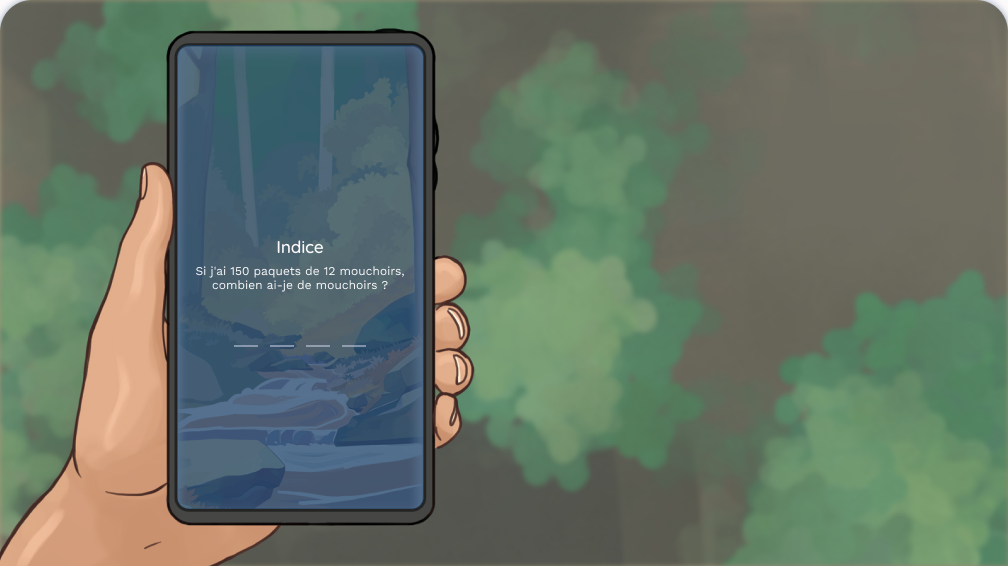 Indice
Si j'ai 150 paquets de 12 mouchoirs,
combien ai-je de mouchoirs ?